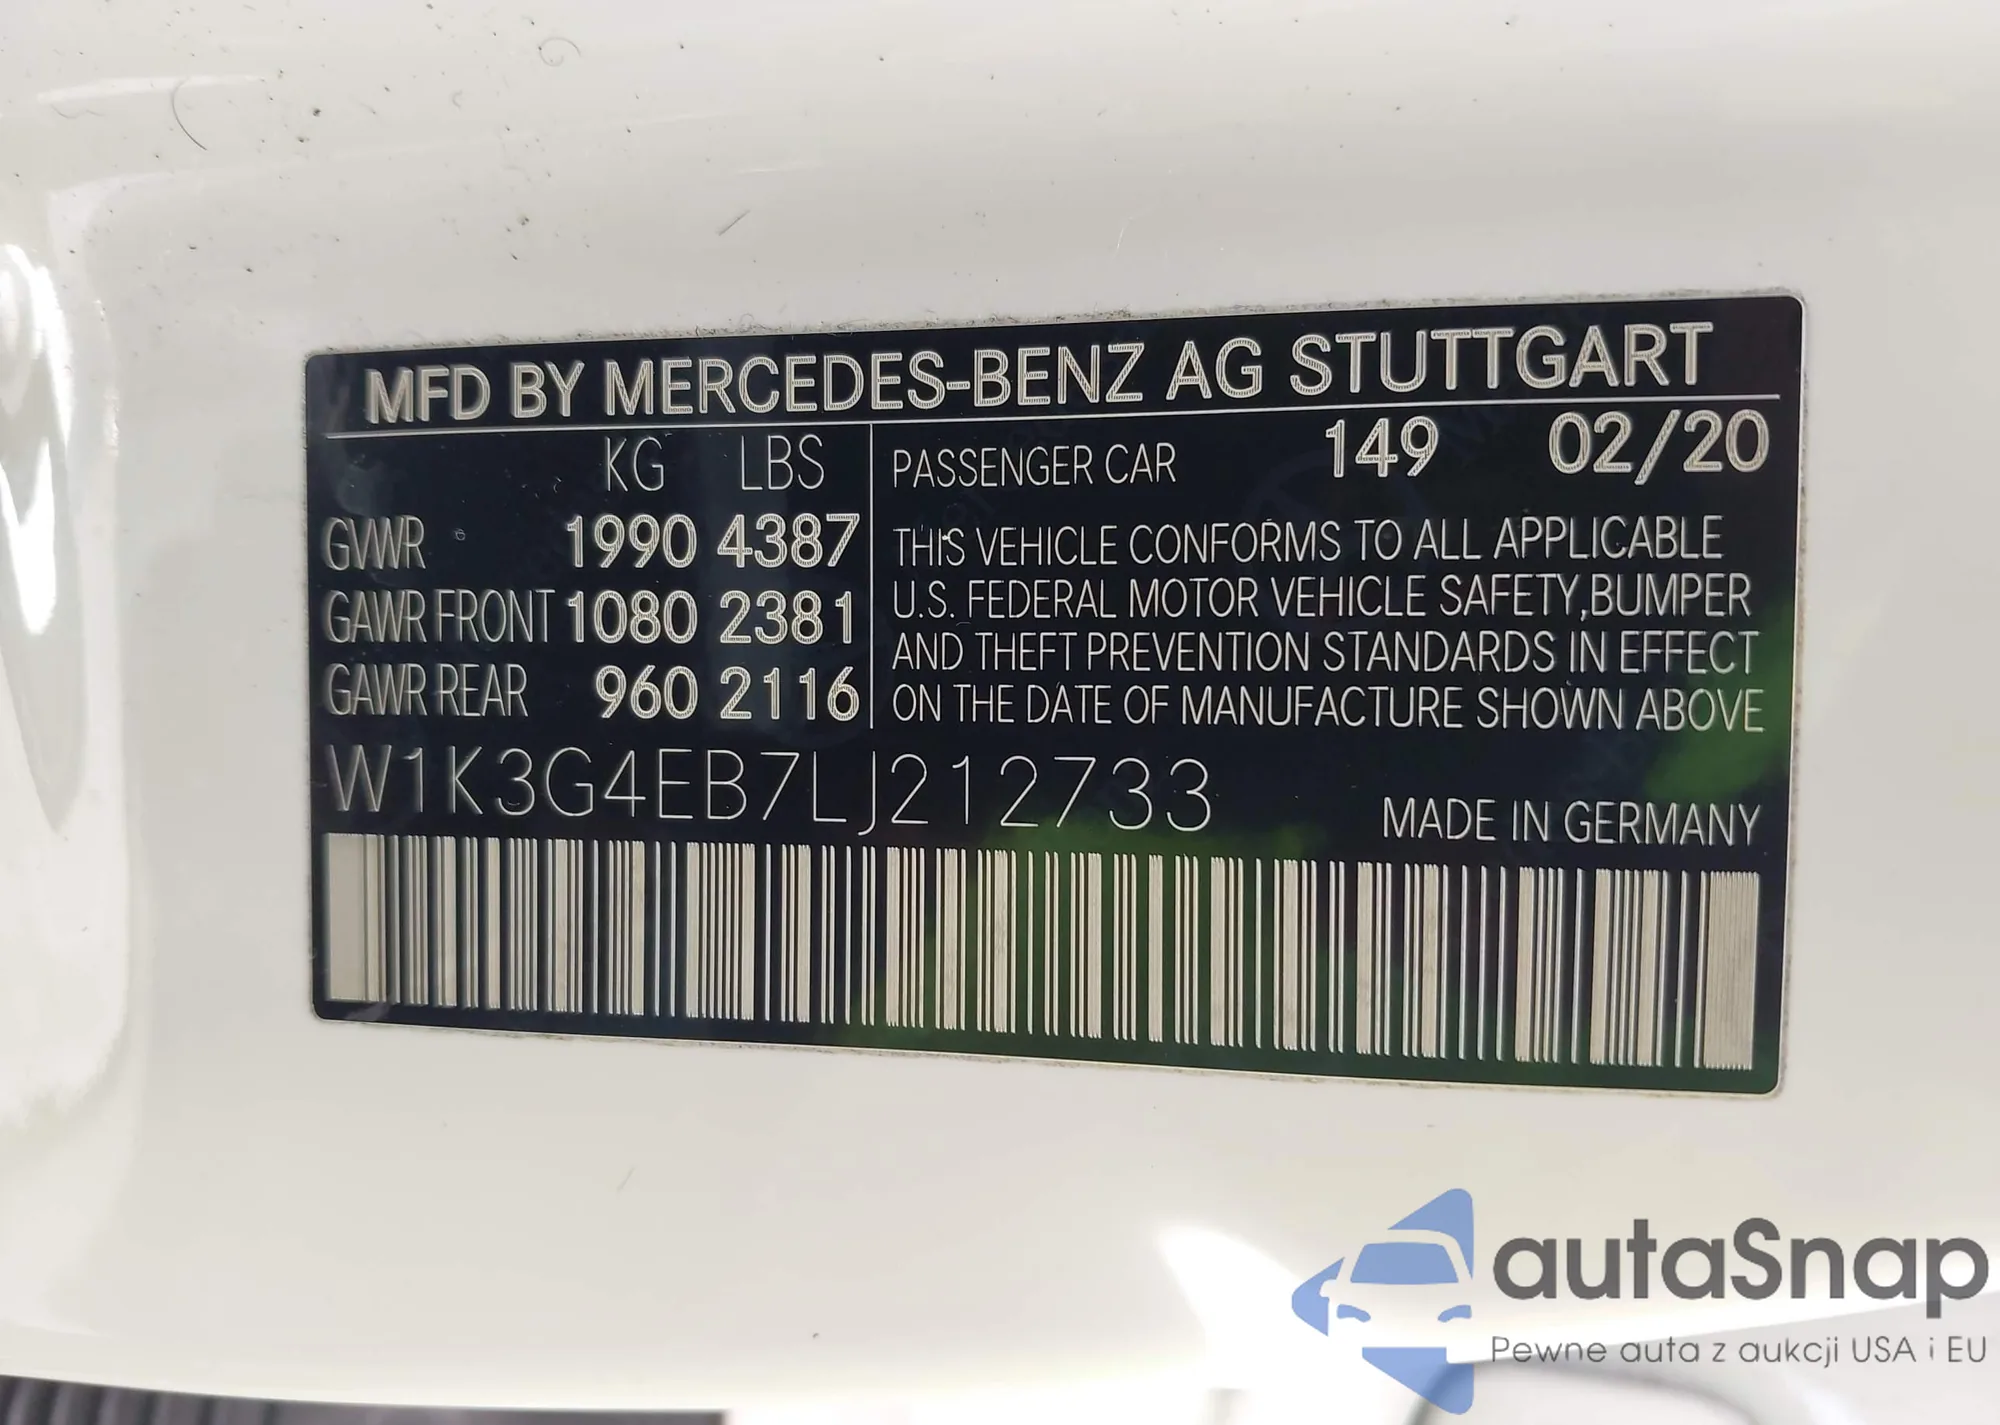 MFD BY MERCEDES-BENZ AG STUTTGART
KG LBS
GVWR 1990 4387
GAWR FRONT 1080 2381
GAWR REAR 960 2116
PASSENGER CAR 149 02/20
THIS VEHICLE CONFORMS TO ALL APPLICABLE
U.S. FEDERAL MOTOR VEHICLE SAFETY,BUMPER
AND THEFT PREVENTION STANDARDS IN EFFECT
ON THE DATE OF MANUFACTURE SHOWN ABOVE
W1K3G4EB7LJ212733
MADE IN GERMANY
autaSnap
Pewne auta z aukcji USA i EU